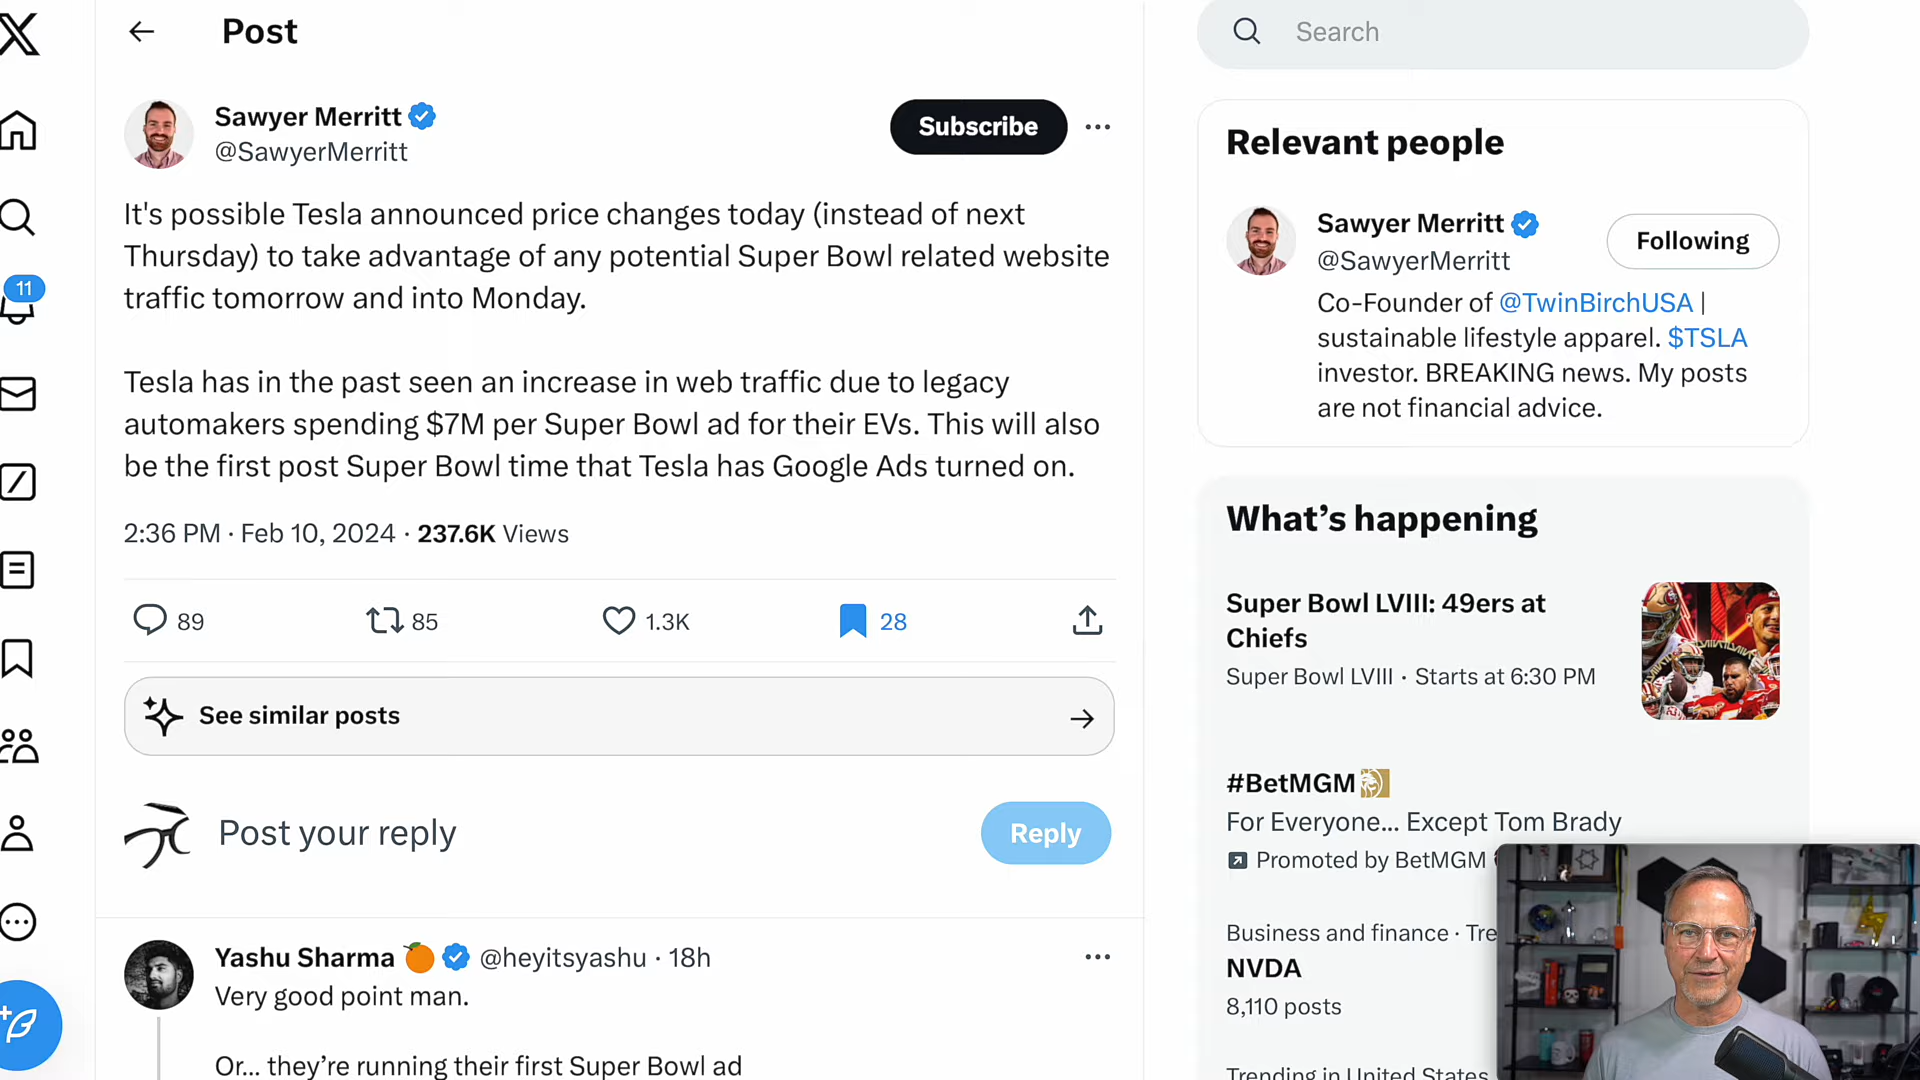 Post
Sawyer Merritt
@SawyerMerritt
Subscribe
It's possible Tesla announced price changes today (instead of next
Thursday) to take advantage of any potential Super Bowl related website
traffic tomorrow and into Monday.
Tesla has in the past seen an increase in web traffic due to legacy
automakers spending $7M per Super Bowl ad for their EVs. This will also
be the first post Super Bowl time that Tesla has Google Ads turned on.
2:36 PM · Feb 10, 2024 · 237.6K Views
89
85
1.3K
28
See similar posts
Post your reply
Reply
Yashu Sharma
@heyitsyashu · 18h
Very good point man.
Or... they're running their first Super Bowl ad
11
Search
Relevant people
Sawyer Merritt
@SawyerMerritt
Following
Co-Founder of @TwinBirchUSA |
sustainable lifestyle apparel. $TSLA
investor. BREAKING news. My posts
are not financial advice.
What's happening
Super Bowl LVIII: 49ers at
Chiefs
Super Bowl LVIII · Starts at 6:30 PM
#BetMGM
For Everyone... Except Tom Brady
Promoted by BetMGM
Business and finance · Tre
NVDA
8,110 posts
Trending in United States